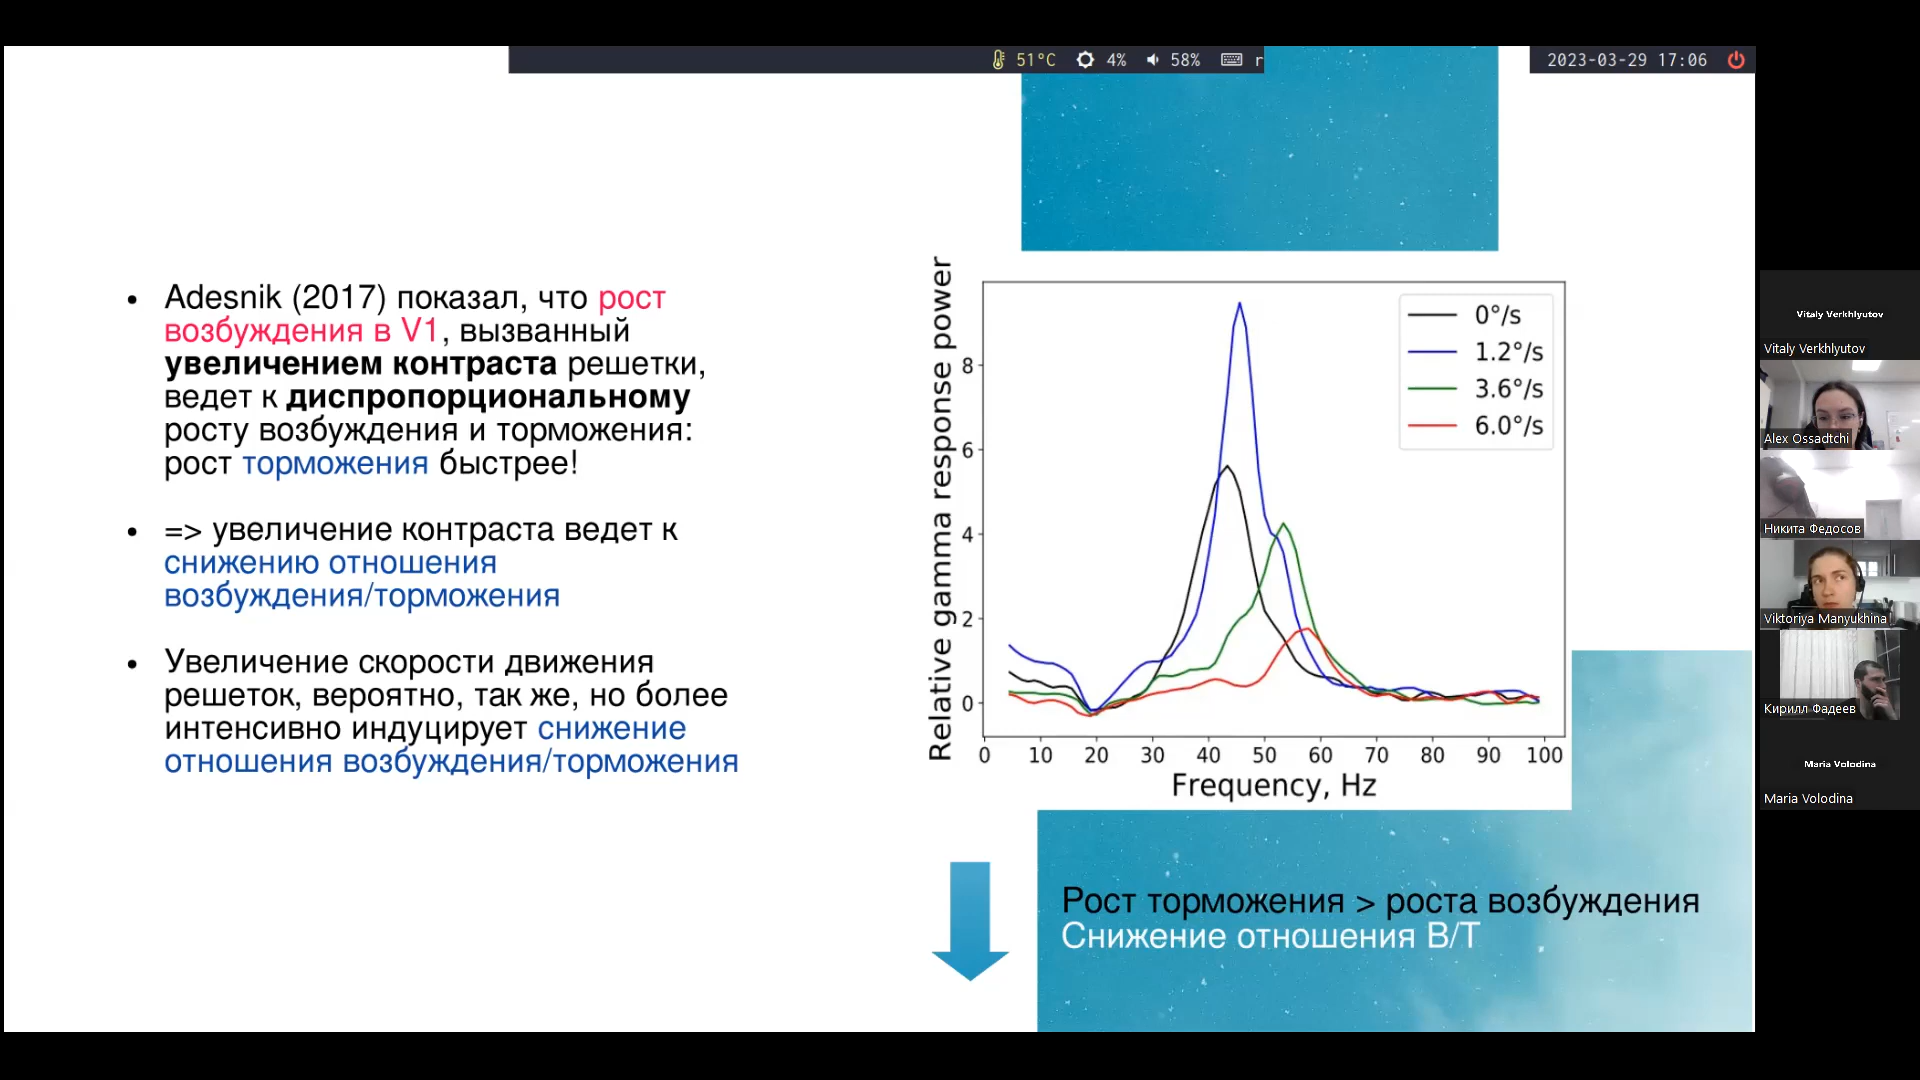 51°C 4% 58% r
2023-03-29 17:06
• Adesnik (2017) показал, что рост
возбуждения в V1, вызванный
увеличением контраста решетки,
ведет к диспропорциональному
росту возбуждения и торможения:
рост торможения быстрее!
• => увеличение контраста ведет к
снижению отношения
возбуждения/торможения
• Увеличение скорости движения
решеток, вероятно, так же, но более
интенсивно индуцирует снижение
отношения возбуждения/торможения
Relative gamma response power
8
6
4
2
0
0°/s
1.2°/s
3.6°/s
6.0°/s
0 10 20 30 40 50 60 70 80 90 100
Frequency, Hz
Рост торможения > роста возбуждения
Снижение отношения В/Т
Vitaly Verkhlyutov
Vitaly Verkhlyutov
Alex Ossadtchi
Никита Федосов
Viktoriya Manyukhina
Кирилл Фадеев
Maria Volodina
Maria Volodina